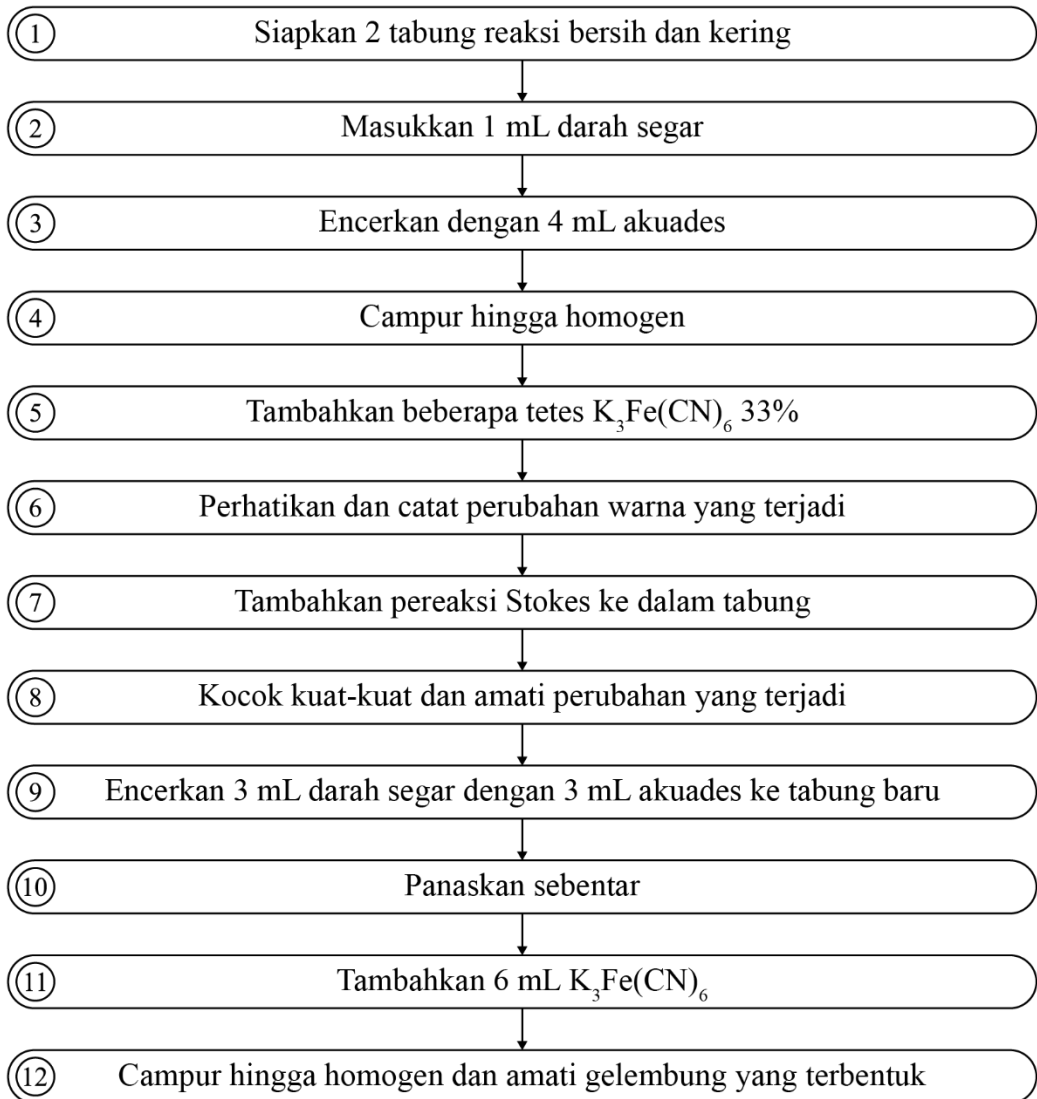 1 Siapkan 2 tabung reaksi bersih dan kering
2 Masukkan 1 mL darah segar
3 Encerkan dengan 4 mL akuades
4 Campur hingga homogen
5 Tambahkan beberapa tetes K₃Fe(CN)₆ 33%
6 Perhatikan dan catat perubahan warna yang terjadi
7 Tambahkan pereaksi Stokes ke dalam tabung
8 Kocok kuat-kuat dan amati perubahan yang terjadi
9 Encerkan 3 mL darah segar dengan 3 mL akuades ke tabung baru
10 Panaskan sebentar
11 Tambahkan 6 mL K₃Fe(CN)₆
12 Campur hingga homogen dan amati gelembung yang terbentuk